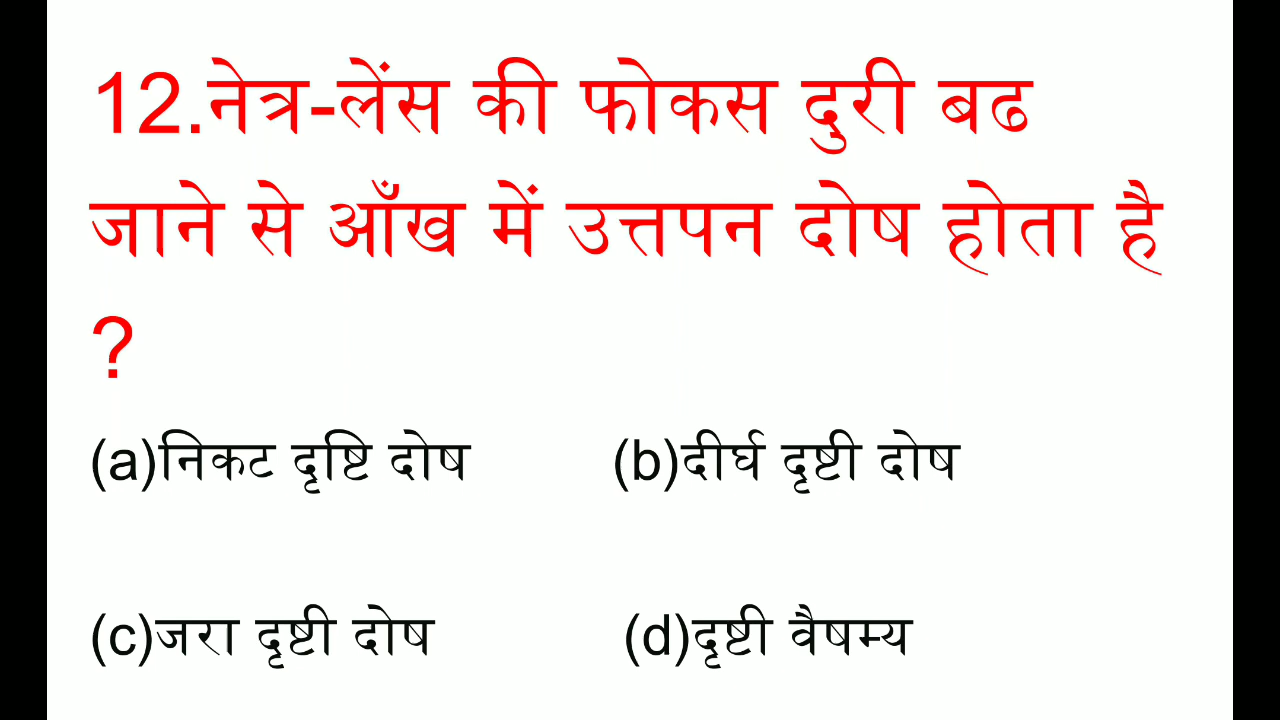 12.नेत्र-लेंस की फोकस दुरी बढ
जाने से आँख में उत्तपन दोष होता है
?
(a)निकट दृष्टि दोष (b)दीर्घ दृष्टी दोष
(c)जरा दृष्टी दोष (d)दृष्टी वैषम्य